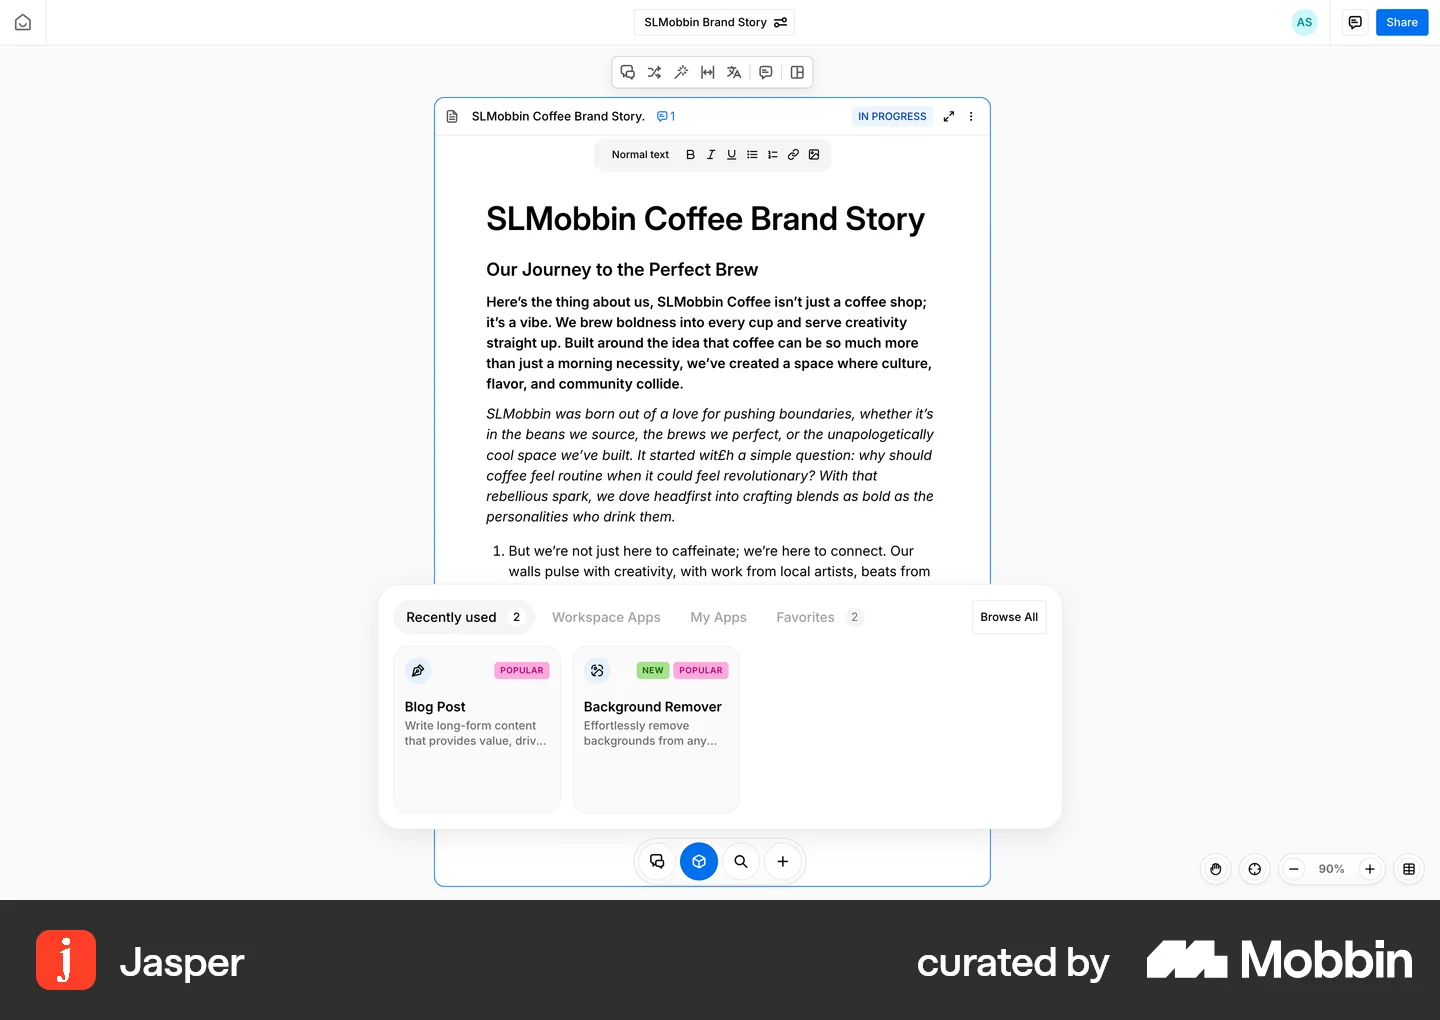 SLMobbin Brand Story
AS
Share
SLMobbin Coffee Brand Story.
1
IN PROGRESS
Normal text
B I U
SLMobbin Coffee Brand Story
Our Journey to the Perfect Brew
Here’s the thing about us, SLMobbin Coffee isn’t just a coffee shop;
it’s a vibe. We brew boldness into every cup and serve creativity
straight up. Built around the idea that coffee can be so much more
than just a morning necessity, we’ve created a space where culture,
flavor, and community collide.
SLMobbin was born out of a love for pushing boundaries, whether it’s
in the beans we source, the brews we perfect, or the unapologetically
cool space we’ve built. It started wit£h a simple question: why should
coffee feel routine when it could feel revolutionary? With that
rebellious spark, we dove headfirst into crafting blends as bold as the
personalities who drink them.
1. But we’re not just here to caffeinate; we’re here to connect. Our
walls pulse with creativity, with work from local artists, beats from
Recently used 2
Workspace Apps
My Apps
Favorites 2
Browse All
POPULAR
Blog Post
Write long-form content
that provides value, driv...
NEW POPULAR
Background Remover
Effortlessly remove
backgrounds from any...
90%
j
Jasper
curated by
Mobbin